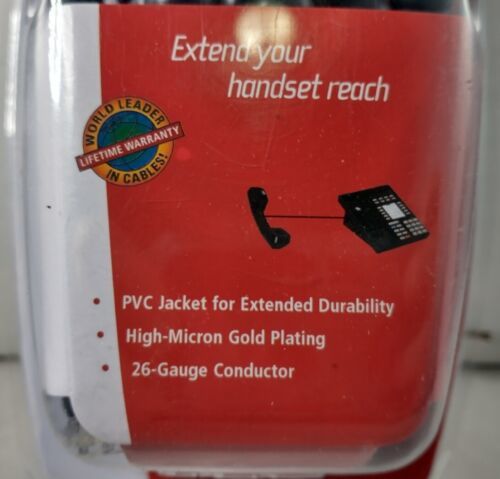 Extend your
handset reach
WORLD LEADER
LIFETIME WARRANTY
IN CABLES!
• PVC Jacket for Extended Durability
• High-Micron Gold Plating
• 26-Gauge Conductor